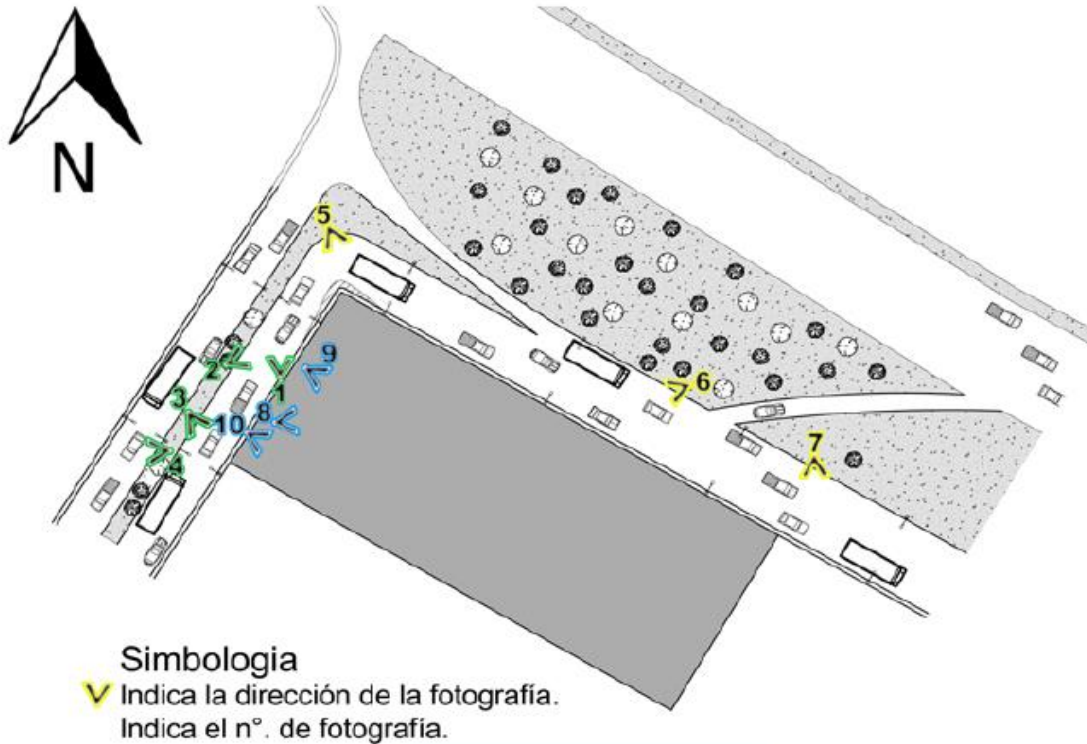 N
5
9
6
2
1
3
10
8
7
4
Simbologia
Indica la dirección de la fotografía.
Indica el n°. de fotografía.